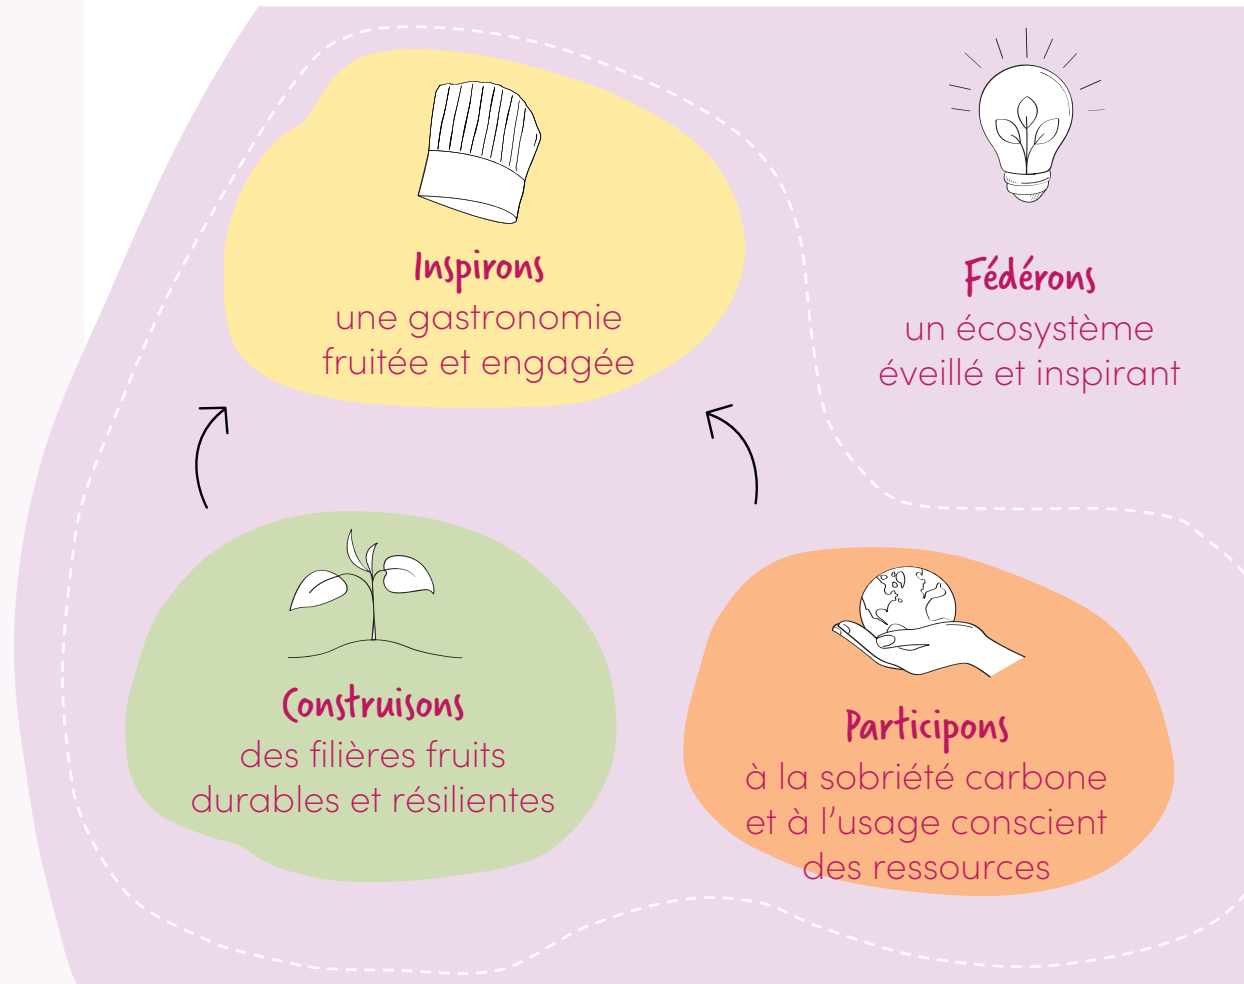 Inspirons
une gastronomie
fruitée et engagée
Fédérons
un écosystème
éveillé et inspirant
Construisons
des filières fruits
durables et résilientes
Participons
à la sobriété carbone
et à l'usage conscient
des ressources